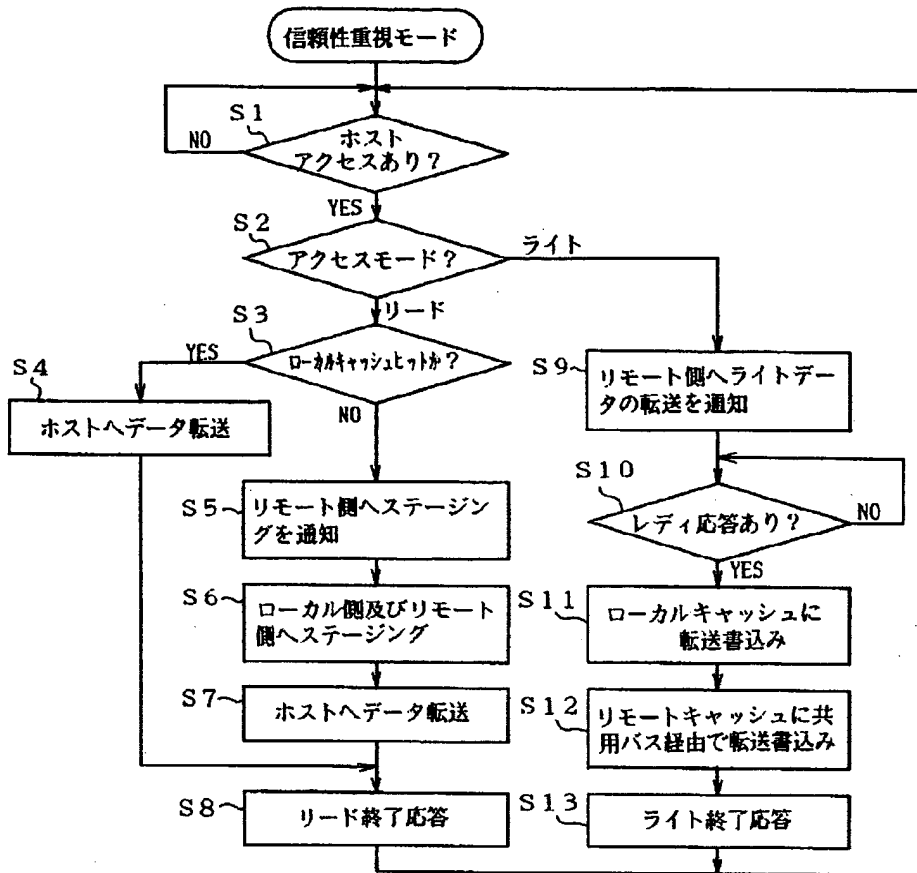 信頼性重視モード
S1
NO
ホスト
アクセスあり?
YES
S2
アクセスモード?
ライト
リード
S3
YES
ローカルキャッシュヒットか?
NO
S4
ホストへデータ転送
S5
リモート側へステージン
グを通知
S6
ローカル側及びリモート
側へステージング
S7
ホストへデータ転送
S8
リード終了応答
S9
リモート側へライトデー
タの転送を通知
S10
レディ応答あり?
NO
YES
S11
ローカルキャッシュに
転送書込み
S12
リモートキャッシュに共
用バス経由で転送書込み
S13
ライト終了応答